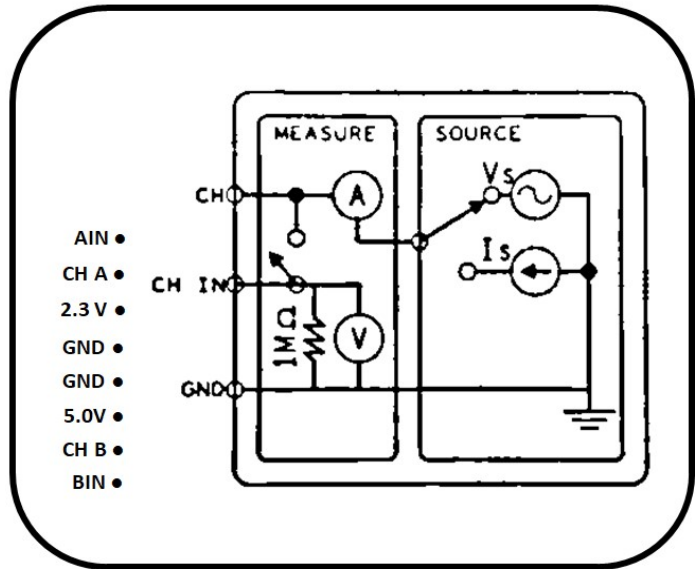 MEASURE
SOURCE
Vs
CH
A
AIN
Is
CH A
CH IN
2.3 V
1MΩ
V
GND
GND
GND
5.0V
CH B
BIN